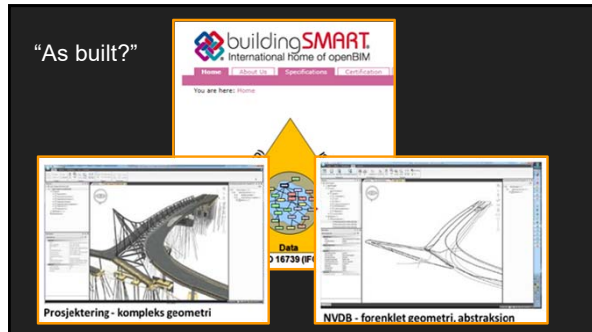 “As built?”
buildingSMART.
International home of openBIM
Home About Us Specifications Certification
You are here: Home
Data
O 16739 (IFC
Prosjektering - kompleks geometri
NVDB - forenklet geometri, abstraksjon